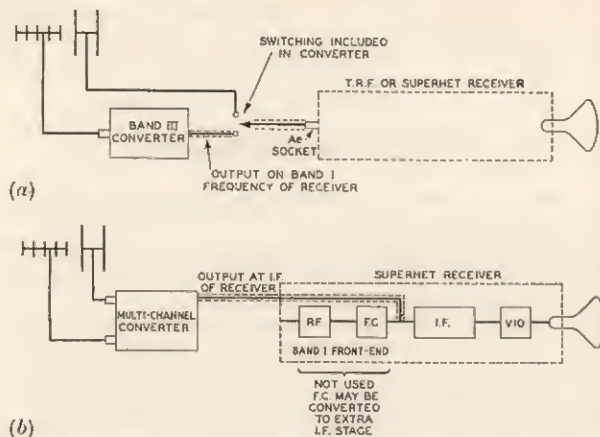 SWITCHING INCLUDED
IN CONVERTER
T.R.F. OR SUPERHET RECEIVER
BAND III
CONVERTER
Ae
SOCKET
OUTPUT ON BAND I
FREQUENCY OF RECEIVER
(a)
OUTPUT AT I.F.
OF RECEIVER
SUPERHET RECEIVER
MULTI-CHANNEL
CONVERTER
R.F.
F.C.
I.F.
VID
BAND I FRONT-END
NOT USED
F.C. MAY BE
CONVERTED
TO EXTRA
I.F. STAGE
(b)